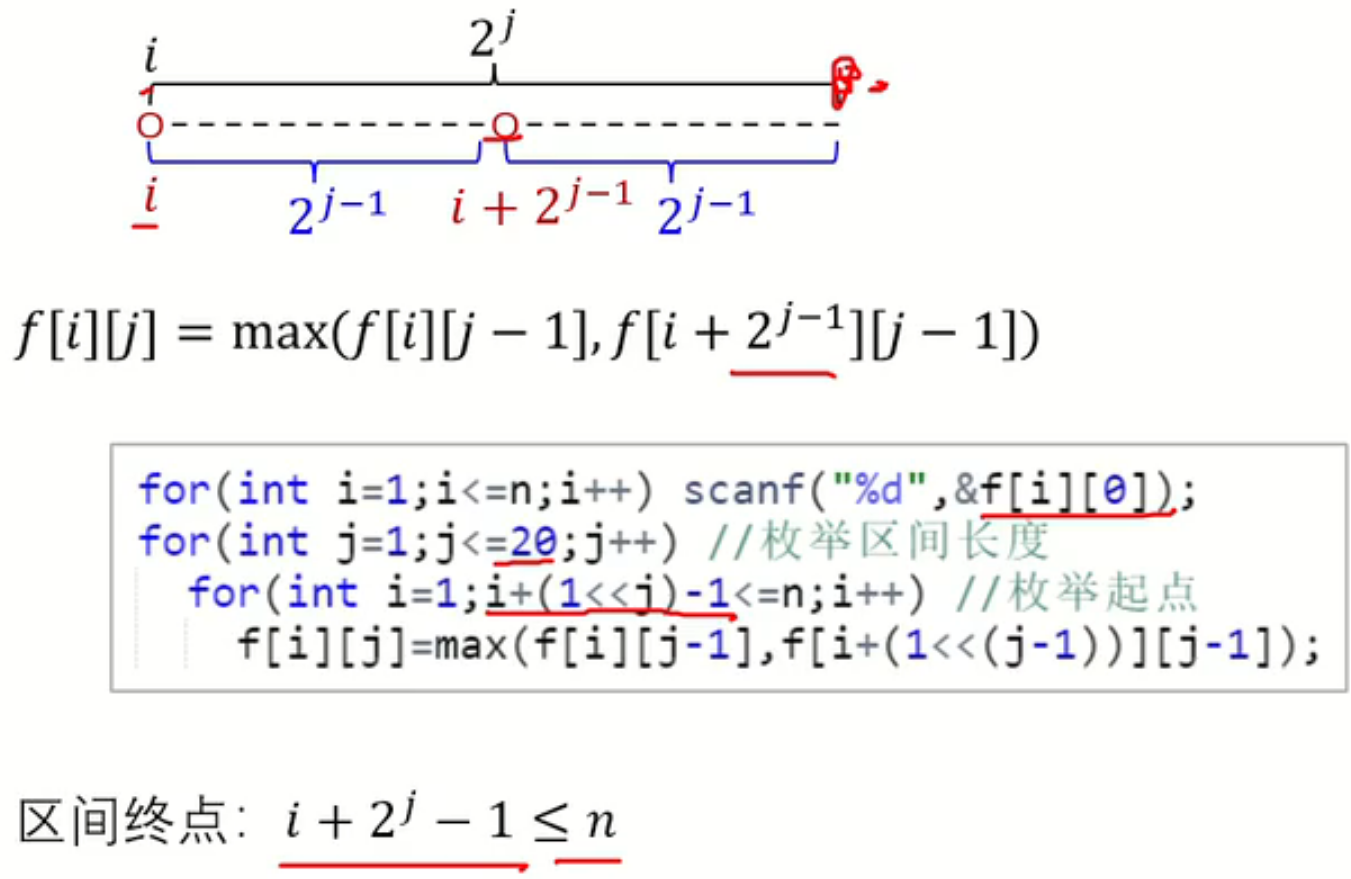 i 2^j
i 2^{j-1} i + 2^{j-1} 2^{j-1}
f[i][j] = max(f[i][j − 1], f[i + 2^{j-1}][j − 1])
for(int i=1;i<=n;i++) scanf("%d",&f[i][0]);
for(int j=1;j<=20;j++) //枚举区间长度
for(int i=1;i+(1<<j)-1<=n;i++) //枚举起点
f[i][j]=max(f[i][j-1],f[i+(1<<(j-1))][j-1]);
区间终点: i + 2^j − 1 ≤ n